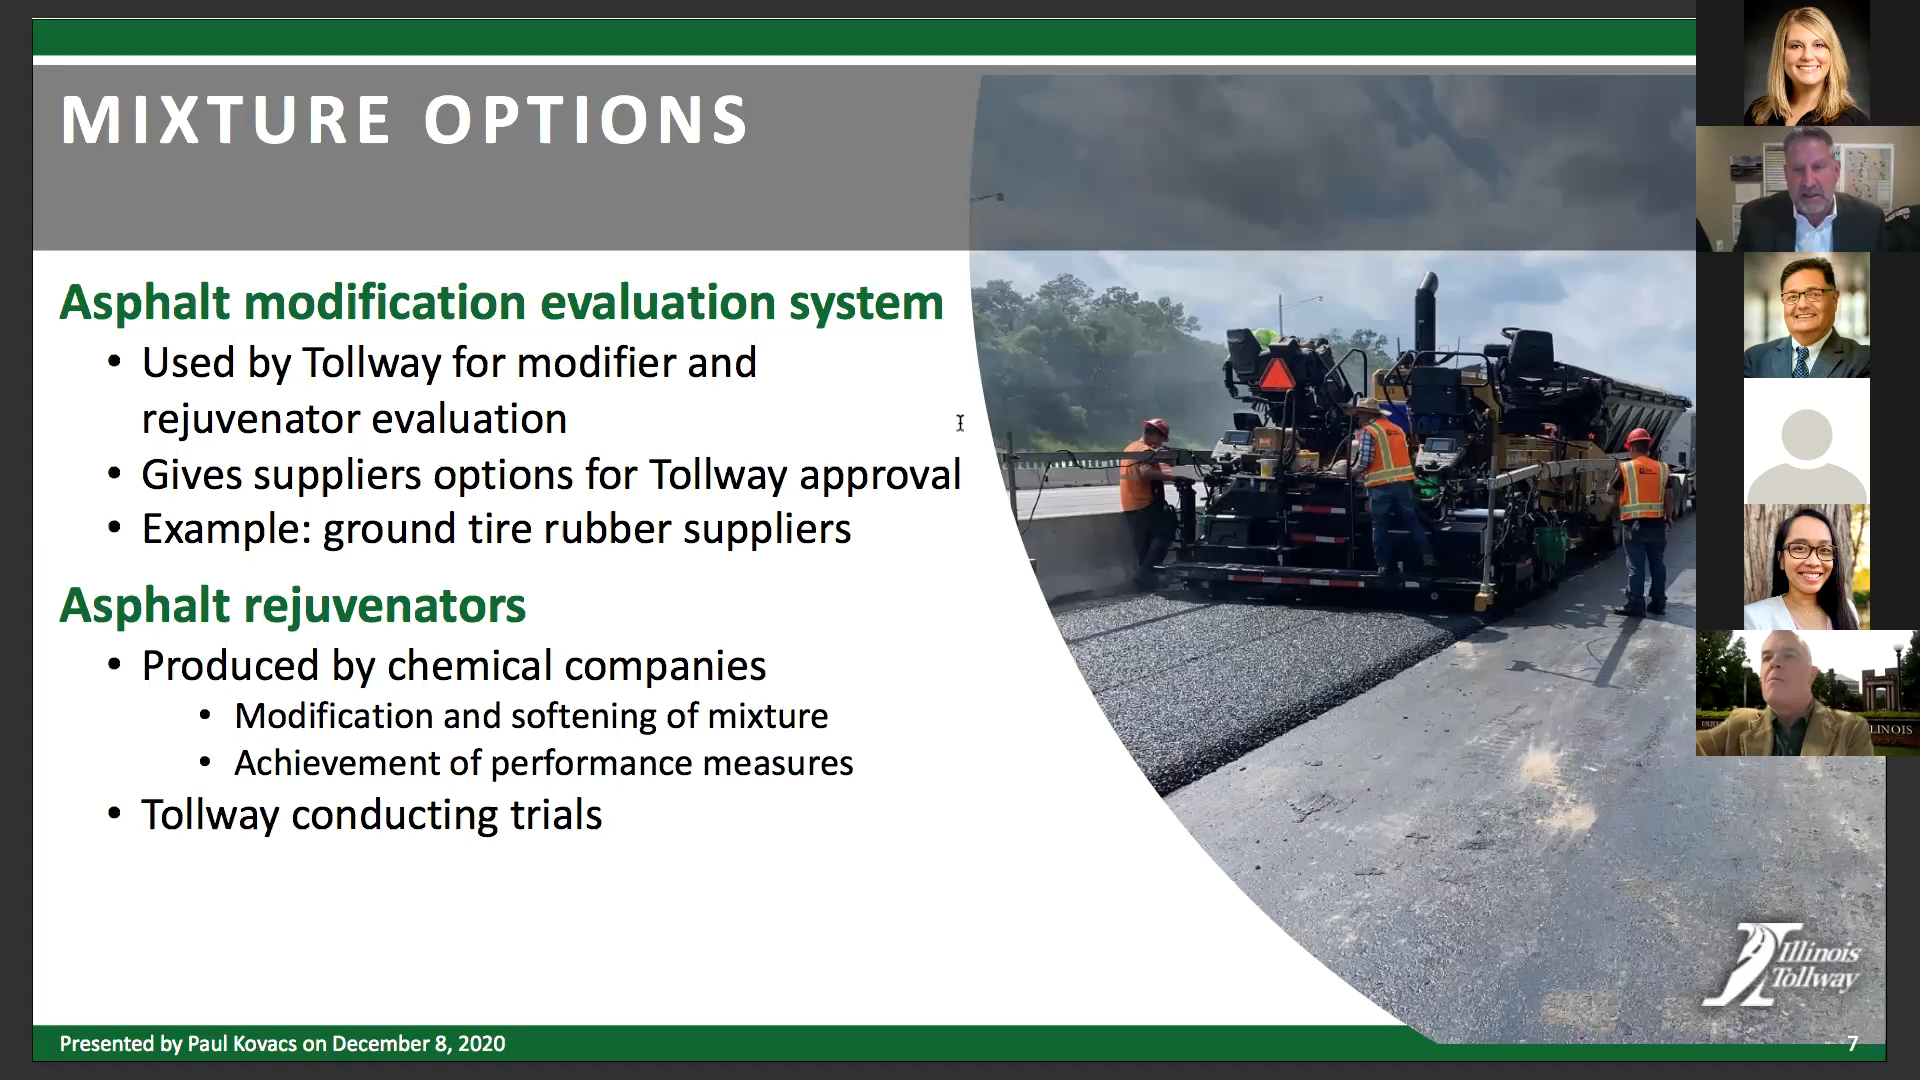 MIXTURE OPTIONS
Asphalt modification evaluation system
• Used by Tollway for modifier and
rejuvenator evaluation
• Gives suppliers options for Tollway approval
• Example: ground tire rubber suppliers
Asphalt rejuvenators
• Produced by chemical companies
• Modification and softening of mixture
• Achievement of performance measures
• Tollway conducting trials
LINOIS
Illinois
Tollway
Presented by Paul Kovacs on December 8, 2020
7